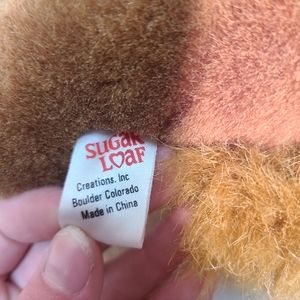 SUGAR
LOAF
Creations, Inc
Boulder Colorado
Made in China